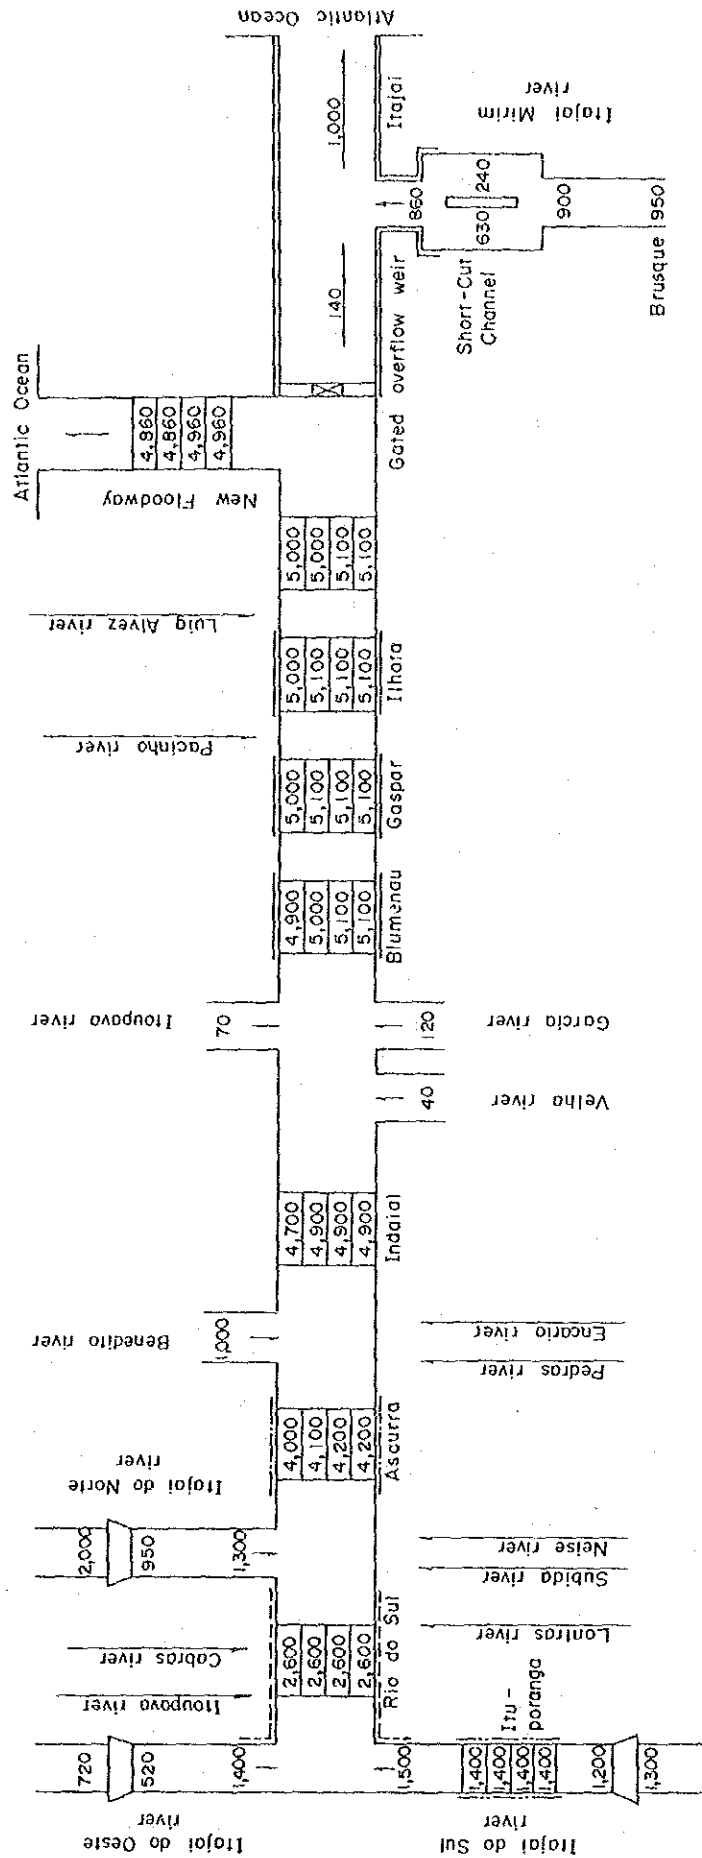 Itajai do Oeste
river
720
520
1,400
Itajai do Sul
river
1,500
1,400
1,400
1,400
1,400
Itu-
poranga
1,200
1,300
Itoupava river
Cobras river
Rio do Sul
2,600
2,600
2,600
2,600
Lontras river
Subida river
Neise river
Itajai do Norte
river
2,000
950
1,300
Ascurra
4,000
4,100
4,200
4,200
Pedras river
Encario river
Benedito river
1,000
Indaial
4,700
4,900
4,900
4,900
Velha river
40
Garcia river
120
Itoupava river
70
Blumenau
4,900
5,000
5,100
5,100
Gaspar
5,000
5,100
5,100
5,100
Pacinho river
Ilhota
5,000
5,100
5,100
5,100
Luig Alvez river
5,000
5,000
5,100
5,100
New Floodway
4,860
4,860
4,960
4,960
Atlantic Ocean
Gated overflow weir
140
1,000
Itajai
Atlantic Ocean
860
Short-Cut
Channel
630
240
900
Brusque 950
Itajai Mirim
river